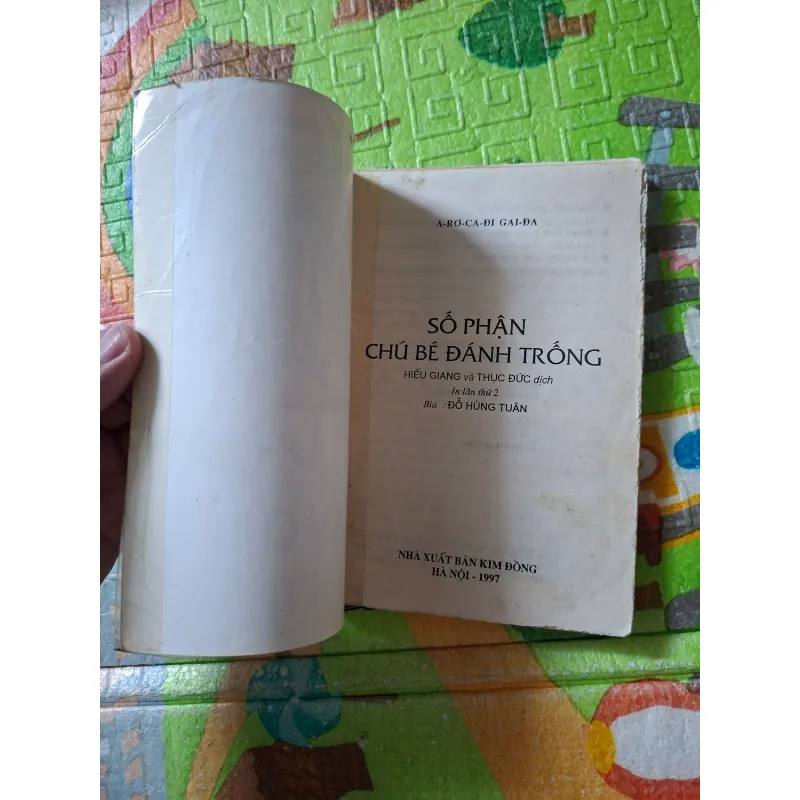 A-RƠ-CA-ĐI GAI-ĐA
SỐ PHẬN
CHÚ BÉ ĐÁNH TRỐNG
HIẾU GIANG và THỤC ĐỨC dịch
In lần thứ 2
Bìa : ĐỖ HÙNG TUÂN
NHÀ XUẤT BẢN KIM ĐỒNG
HÀ NỘI - 1997